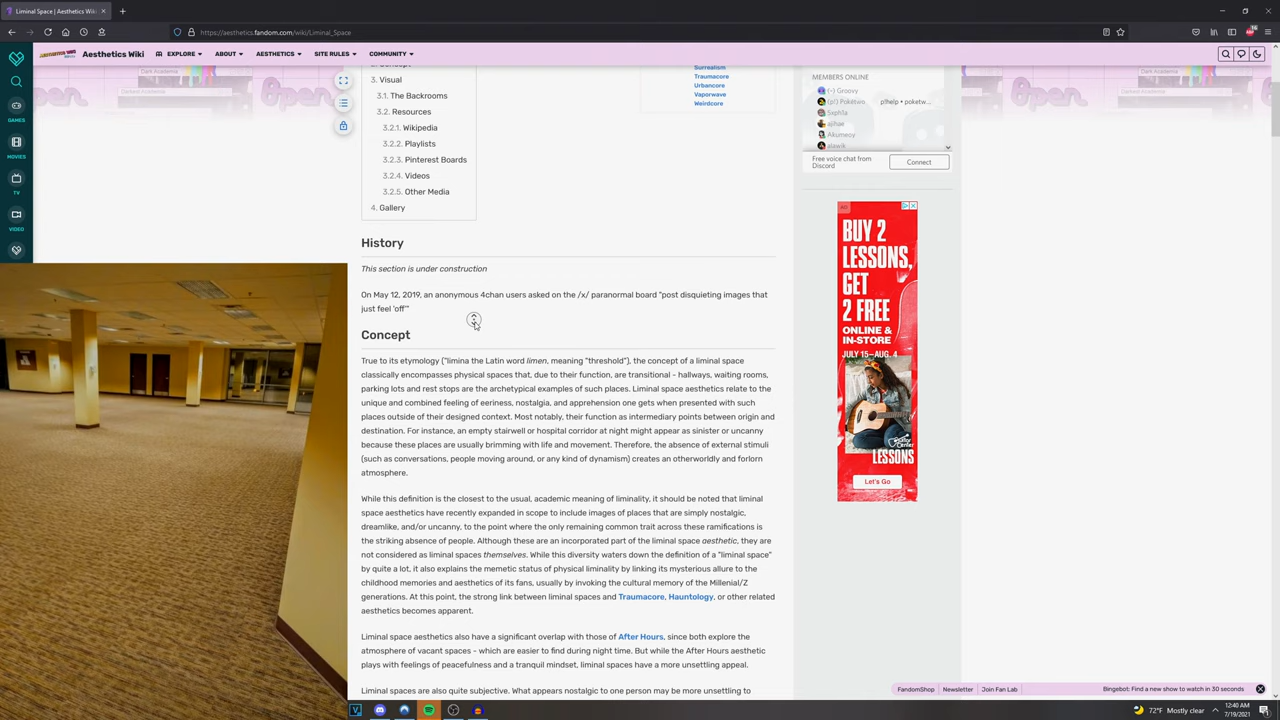 Liminal Space | Aesthetics Wiki
https://aesthetics.fandom.com/wiki/Liminal_Space
16
Aesthetics Wiki
EXPLORE
ABOUT
AESTHETICS
SITE RULES
COMMUNITY
GAMES
MOVIES
TV
VIDEO
Dark Academia
Darkest Academia
Dark Academia
3. Visual
3.1. The Backrooms
3.2. Resources
3.2.1. Wikipedia
3.2.2. Playlists
3.2.3. Pinterest Boards
3.2.4. Videos
3.2.5. Other Media
4. Gallery
Surrealism
Traumacore
Urbancore
Vaporwave
Weirdcore
MEMBERS ONLINE
Groovy
Poketwo
p!help • poketw...
5xph1a
ajihae
Akumeoy
alawik
Free voice chat from
Discord
Connect
History
This section is under construction
On May 12, 2019, an anonymous 4chan users asked on the /x/ paranormal board "post disquieting images that
just feel 'off'"
Concept
True to its etymology ("limina the Latin word limen, meaning "threshold"), the concept of a liminal space
classically encompasses physical spaces that, due to their function, are transitional - hallways, waiting rooms,
parking lots and rest stops are the archetypical examples of such places. Liminal space aesthetics relate to the
unique and combined feeling of eeriness, nostalgia, and apprehension one gets when presented with such
places outside of their designed context. Most notably, their function as intermediary points between origin and
destination. For instance, an empty stairwell or hospital corridor at night might appear as sinister or uncanny
because these places are usually brimming with life and movement. Therefore, the absence of external stimuli
(such as conversations, people moving around, or any kind of dynamism) creates an otherworldly and forlorn
atmosphere.
While this definition is the closest to the usual, academic meaning of liminality, it should be noted that liminal
space aesthetics have recently expanded in scope to include images of places that are simply nostalgic,
dreamlike, and/or uncanny, to the point where the only remaining common trait across these ramifications is
the striking absence of people. Although these are an incorporated part of the liminal space aesthetic, they are
not considered as liminal spaces themselves. While this diversity waters down the definition of a "liminal space"
by quite a lot, it also explains the memetic status of physical liminality by linking its mysterious allure to the
childhood memories and aesthetics of its fans, usually by invoking the cultural memory of the Millenial/Z
generations. At this point, the strong link between liminal spaces and Traumacore, Hauntology, or other related
aesthetics becomes apparent.
Liminal space aesthetics also have a significant overlap with those of After Hours, since both explore the
atmosphere of vacant spaces - which are easier to find during night time. But while the After Hours aesthetic
plays with feelings of peacefulness and a tranquil mindset, liminal spaces have a more unsettling appeal.
Liminal spaces are also quite subjective. What appears nostalgic to one person may be more unsettling to
AD
BUY 2
LESSONS,
GET
2 FREE
ONLINE &
IN-STORE
JULY 15–AUG. 4
Guitar Center
LESSONS
Let's Go
FandomShop
Newsletter
Join Fan Lab
Bingebot: Find a new show to watch in 30 seconds
72°F Mostly clear
12:40 AM
7/19/2021